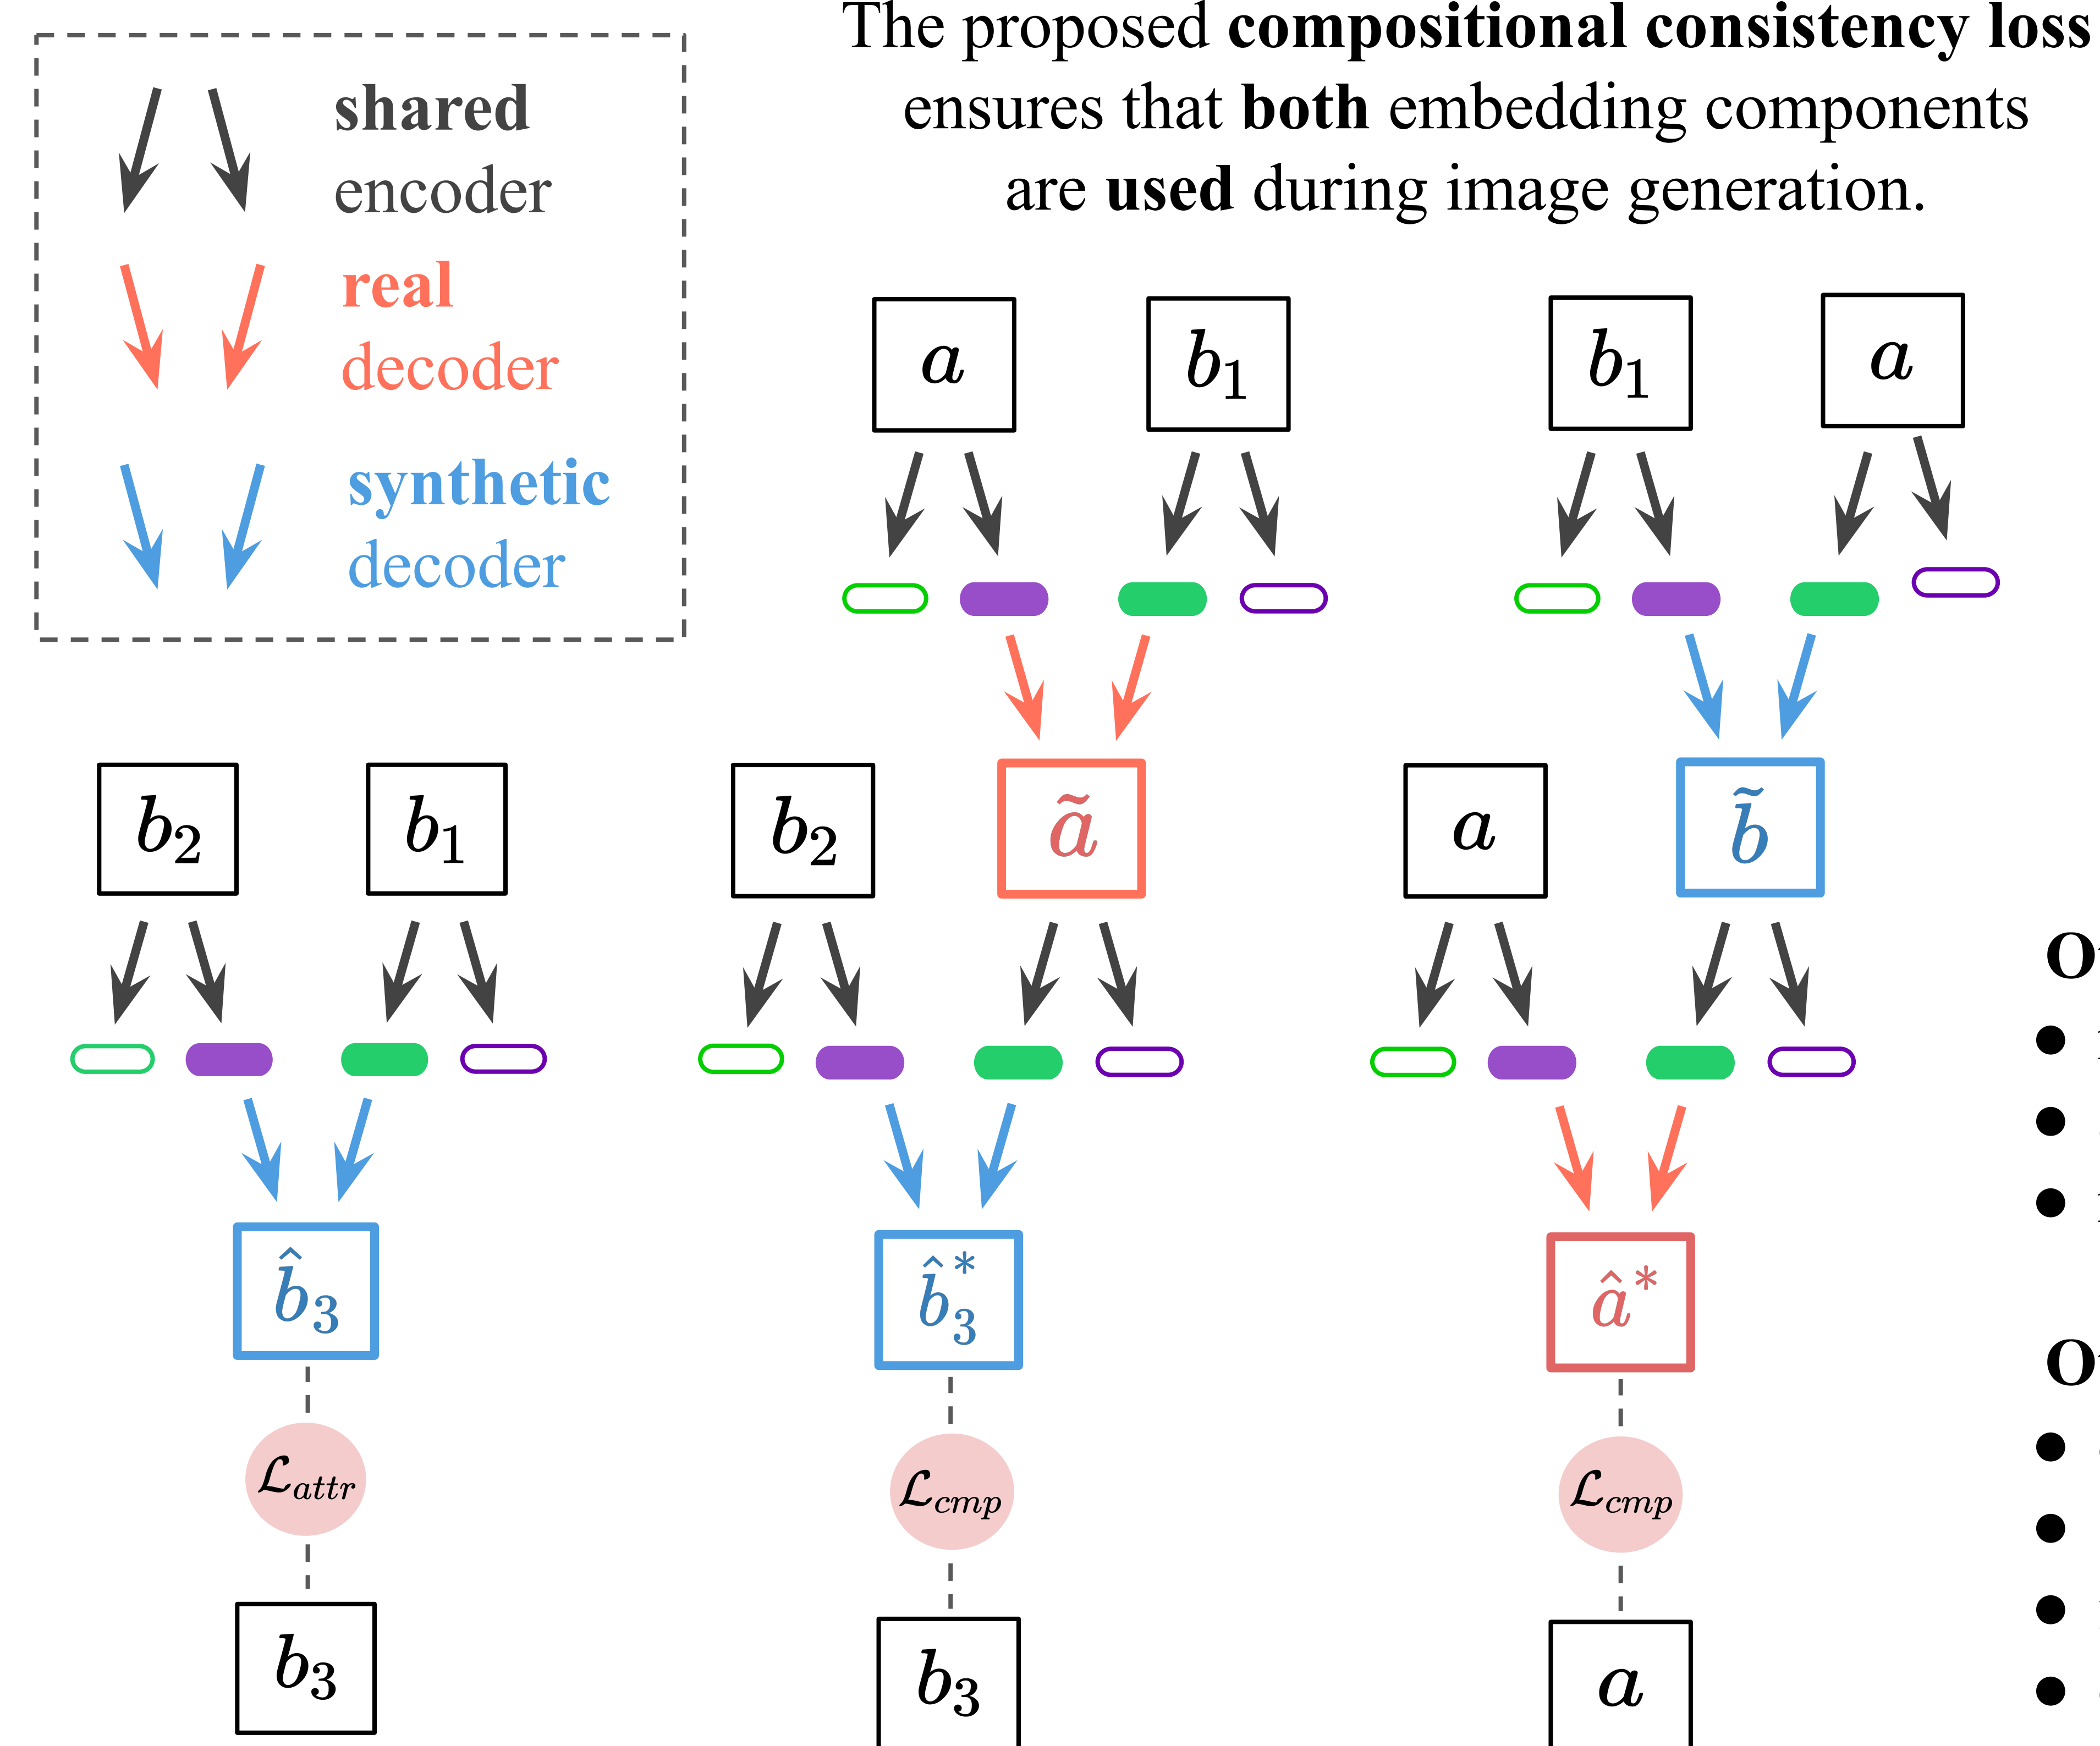 The proposed compositional consistency loss
ensures that both embedding components
are used during image generation.
shared
encoder
real
decoder
synthetic
decoder
a b₁ b₁ a
b₂ b₁ b₂ ã a b̃
b̂₃ b̂₃* â*
ℒattr ℒcmp ℒcmp
b₃ b₃ a